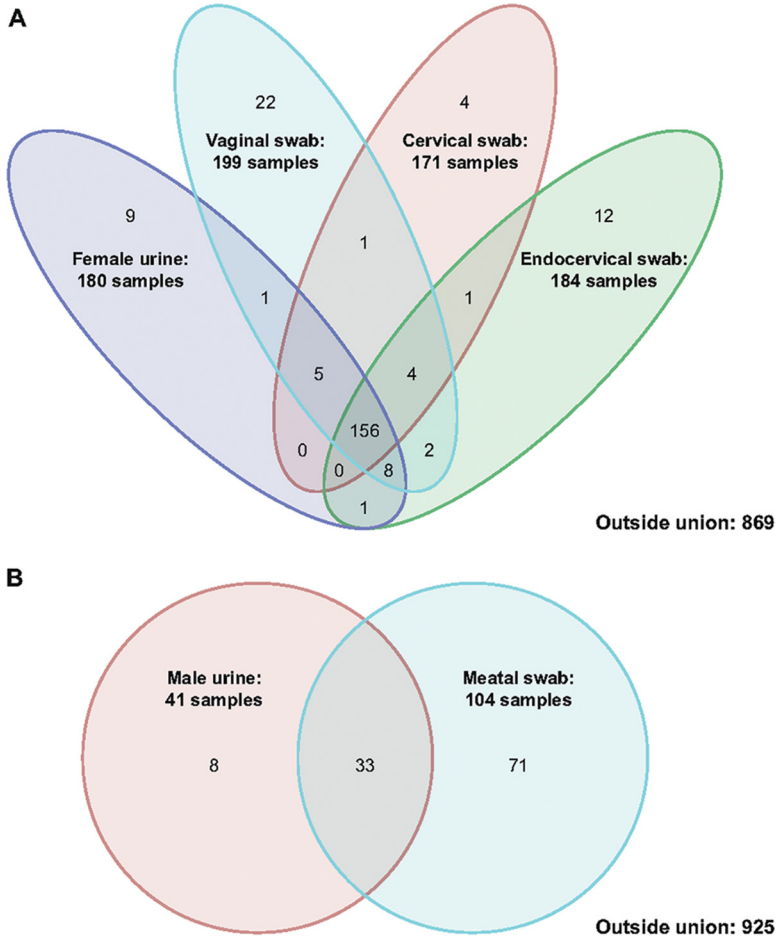 A
22
4
Vaginal swab:
199 samples
Cervical swab:
171 samples
9
12
Female urine:
180 samples
1
Endocervical swab:
184 samples
1
1
5
4
156
0
2
0
8
1
Outside union: 869
B
Male urine:
41 samples
Meatal swab:
104 samples
8
33
71
Outside union: 925